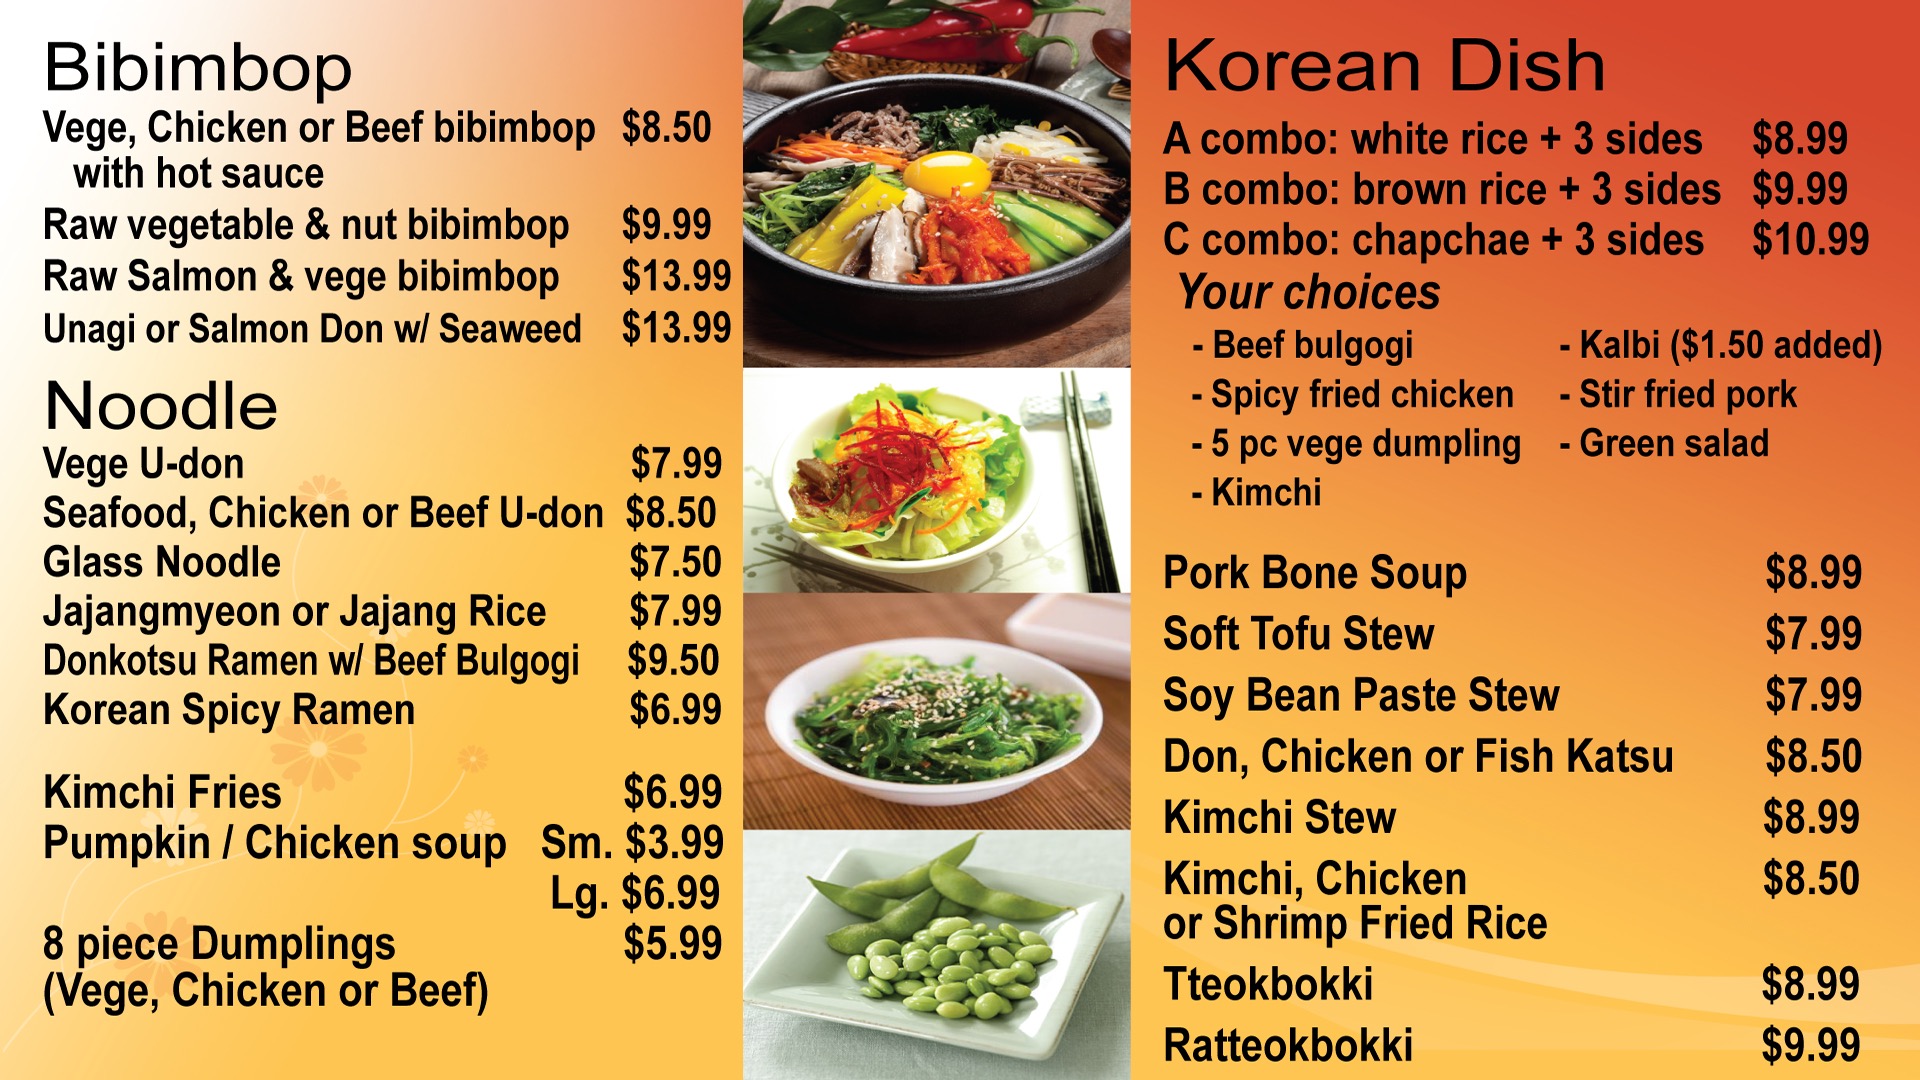 Bibimbop
Vege, Chicken or Beef bibimbop $8.50
with hot sauce
Raw vegetable & nut bibimbop $9.99
Raw Salmon & vege bibimbop $13.99
Unagi or Salmon Don w/ Seaweed $13.99
Noodle
Vege U-don $7.99
Seafood, Chicken or Beef U-don $8.50
Glass Noodle $7.50
Jajangmyeon or Jajang Rice $7.99
Donkotsu Ramen w/ Beef Bulgogi $9.50
Korean Spicy Ramen $6.99
Kimchi Fries $6.99
Pumpkin / Chicken soup Sm. $3.99
Lg. $6.99
8 piece Dumplings $5.99
(Vege, Chicken or Beef)
Korean Dish
A combo: white rice + 3 sides $8.99
B combo: brown rice + 3 sides $9.99
C combo: chapchae + 3 sides $10.99
Your choices
- Beef bulgogi - Kalbi ($1.50 added)
- Spicy fried chicken - Stir fried pork
- 5 pc vege dumpling - Green salad
- Kimchi
Pork Bone Soup $8.99
Soft Tofu Stew $7.99
Soy Bean Paste Stew $7.99
Don, Chicken or Fish Katsu $8.50
Kimchi Stew $8.99
Kimchi, Chicken $8.50
or Shrimp Fried Rice
Tteokbokki $8.99
Ratteokbokki $9.99